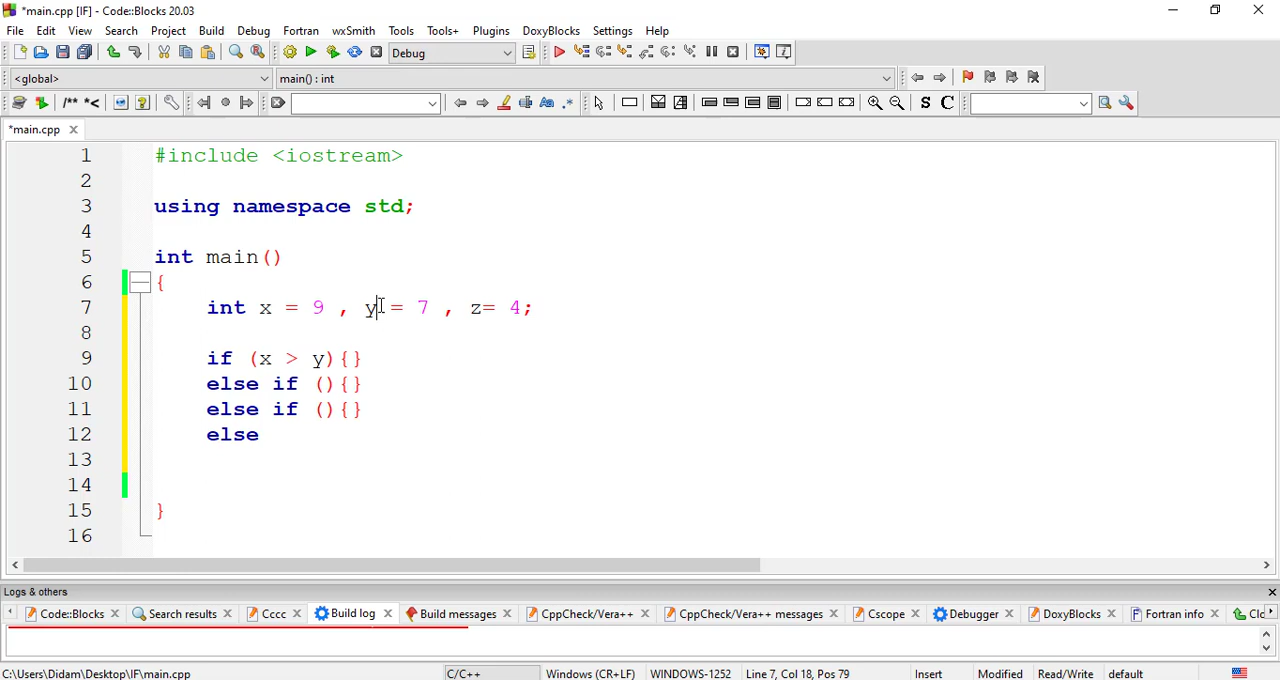 *main.cpp [IF] - Code::Blocks 20.03
File Edit View Search Project Build Debug Fortran wxSmith Tools Tools+ Plugins DoxyBlocks Settings Help
Debug
<global> main() : int
/** *< Aa .* S C
*main.cpp
1 #include <iostream>
2
3 using namespace std;
4
5 int main()
6 {
7 int x = 9 , y = 7 , z= 4;
8
9 if (x > y){}
10 else if (){}
11 else if (){}
12 else
13
14
15 }
16
Logs & others
Code::Blocks Search results Cccc Build log Build messages CppCheck/Vera++ CppCheck/Vera++ messages Cscope Debugger DoxyBlocks Fortran info Clo
C:\Users\Didam\Desktop\IF\main.cpp C/C++ Windows (CR+LF) WINDOWS-1252 Line 7, Col 18, Pos 79 Insert Modified Read/Write default